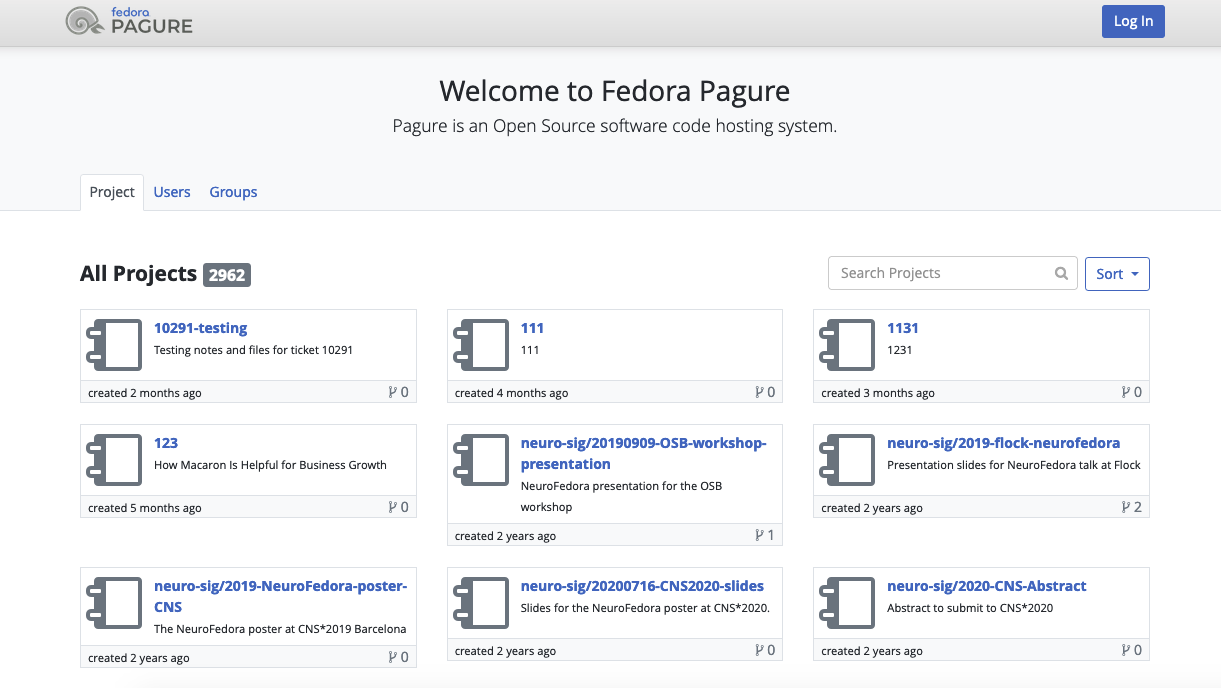 fedora
PAGURE
Log In
Welcome to Fedora Pagure
Pagure is an Open Source software code hosting system.
Project Users Groups
All Projects 2962
Search Projects
Sort
10291-testing
Testing notes and files for ticket 10291
created 2 months ago 0
111
111
created 4 months ago 0
1131
1231
created 3 months ago 0
123
How Macaron Is Helpful for Business Growth
created 5 months ago 0
neuro-sig/20190909-OSB-workshop-
presentation
NeuroFedora presentation for the OSB
workshop
created 2 years ago 1
neuro-sig/2019-flock-neurofedora
Presentation slides for NeuroFedora talk at Flock
created 2 years ago 2
neuro-sig/2019-NeuroFedora-poster-
CNS
The NeuroFedora poster at CNS*2019 Barcelona
created 2 years ago 0
neuro-sig/20200716-CNS2020-slides
Slides for the NeuroFedora poster at CNS*2020.
created 2 years ago 0
neuro-sig/2020-CNS-Abstract
Abstract to submit to CNS*2020
created 2 years ago 0